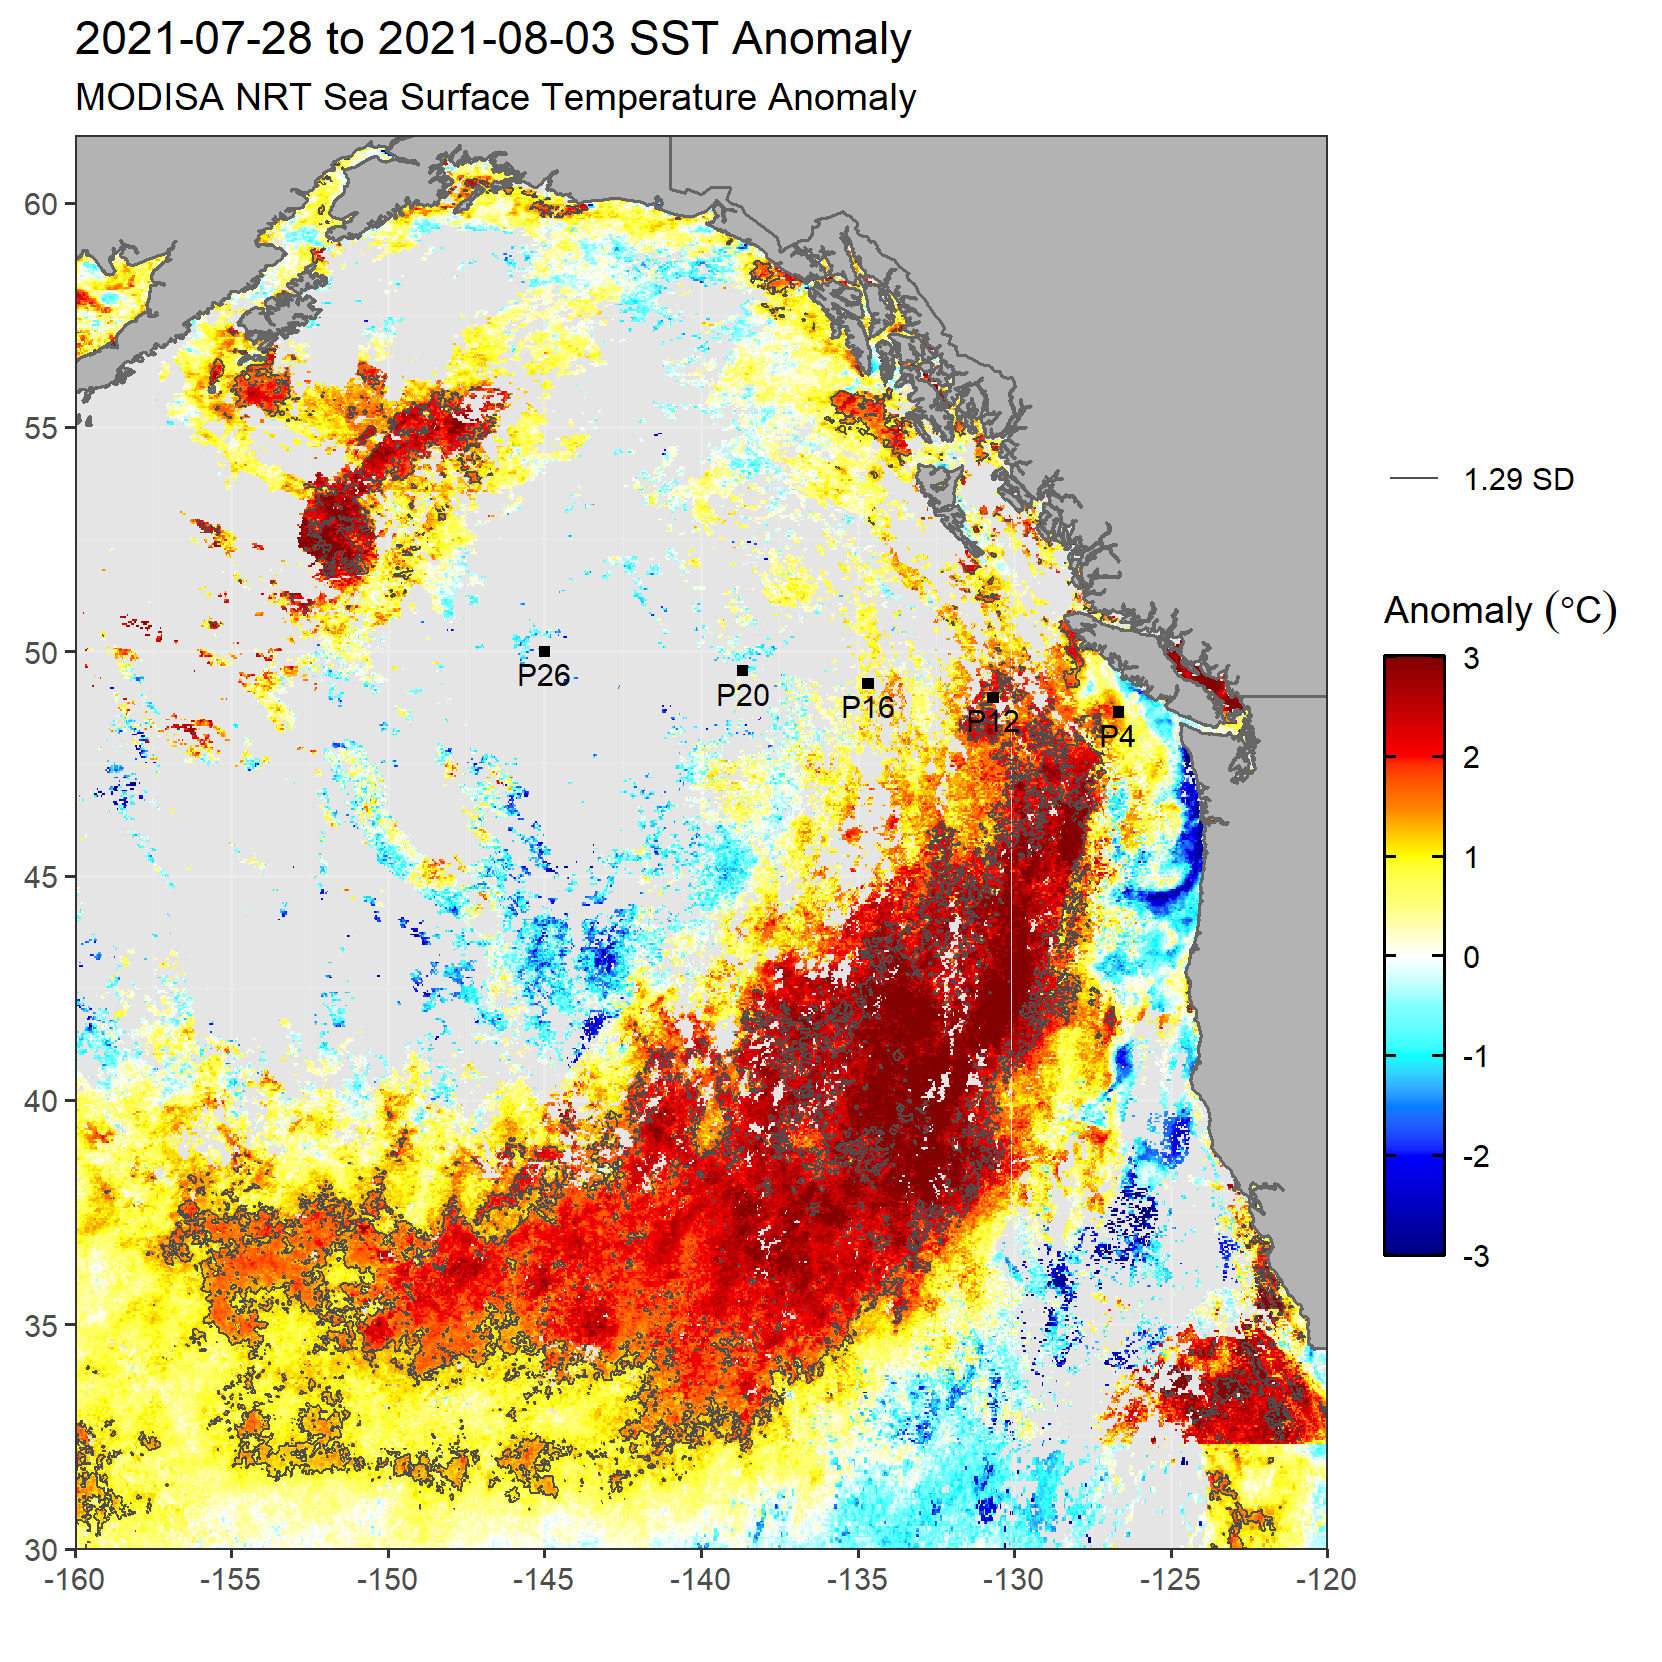 2021-07-28 to 2021-08-03 SST Anomaly
MODISA NRT Sea Surface Temperature Anomaly
60
55
50
45
40
35
30
-160
-155
-150
-145
-140
-135
-130
-125
-120
P26
P20
P16
P12
P4
1.29 SD
Anomaly (°C)
3
2
1
0
-1
-2
-3